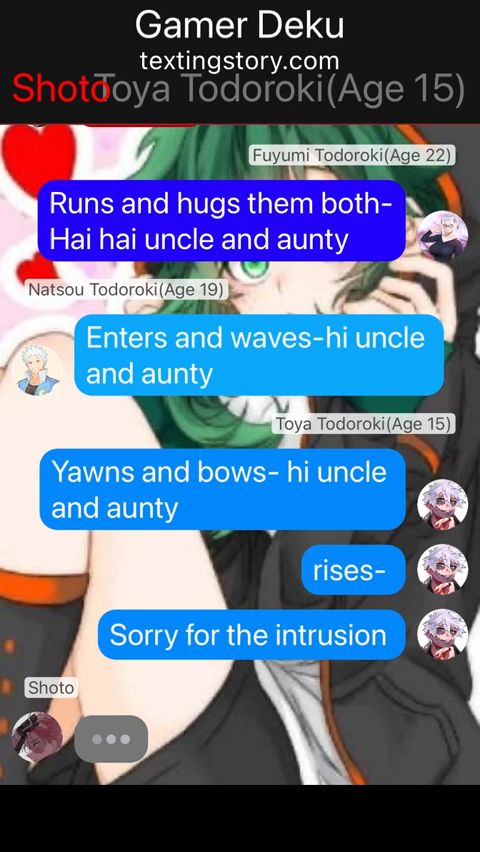 Gamer Deku
textingstory.com
Shoto Toya Todoroki(Age 15)
Fuyumi Todoroki(Age 22)
Runs and hugs them both-
Hai hai uncle and aunty
Natsou Todoroki(Age 19)
Enters and waves-hi uncle
and aunty
Toya Todoroki(Age 15)
Yawns and bows- hi uncle
and aunty
rises-
Sorry for the intrusion
Shoto